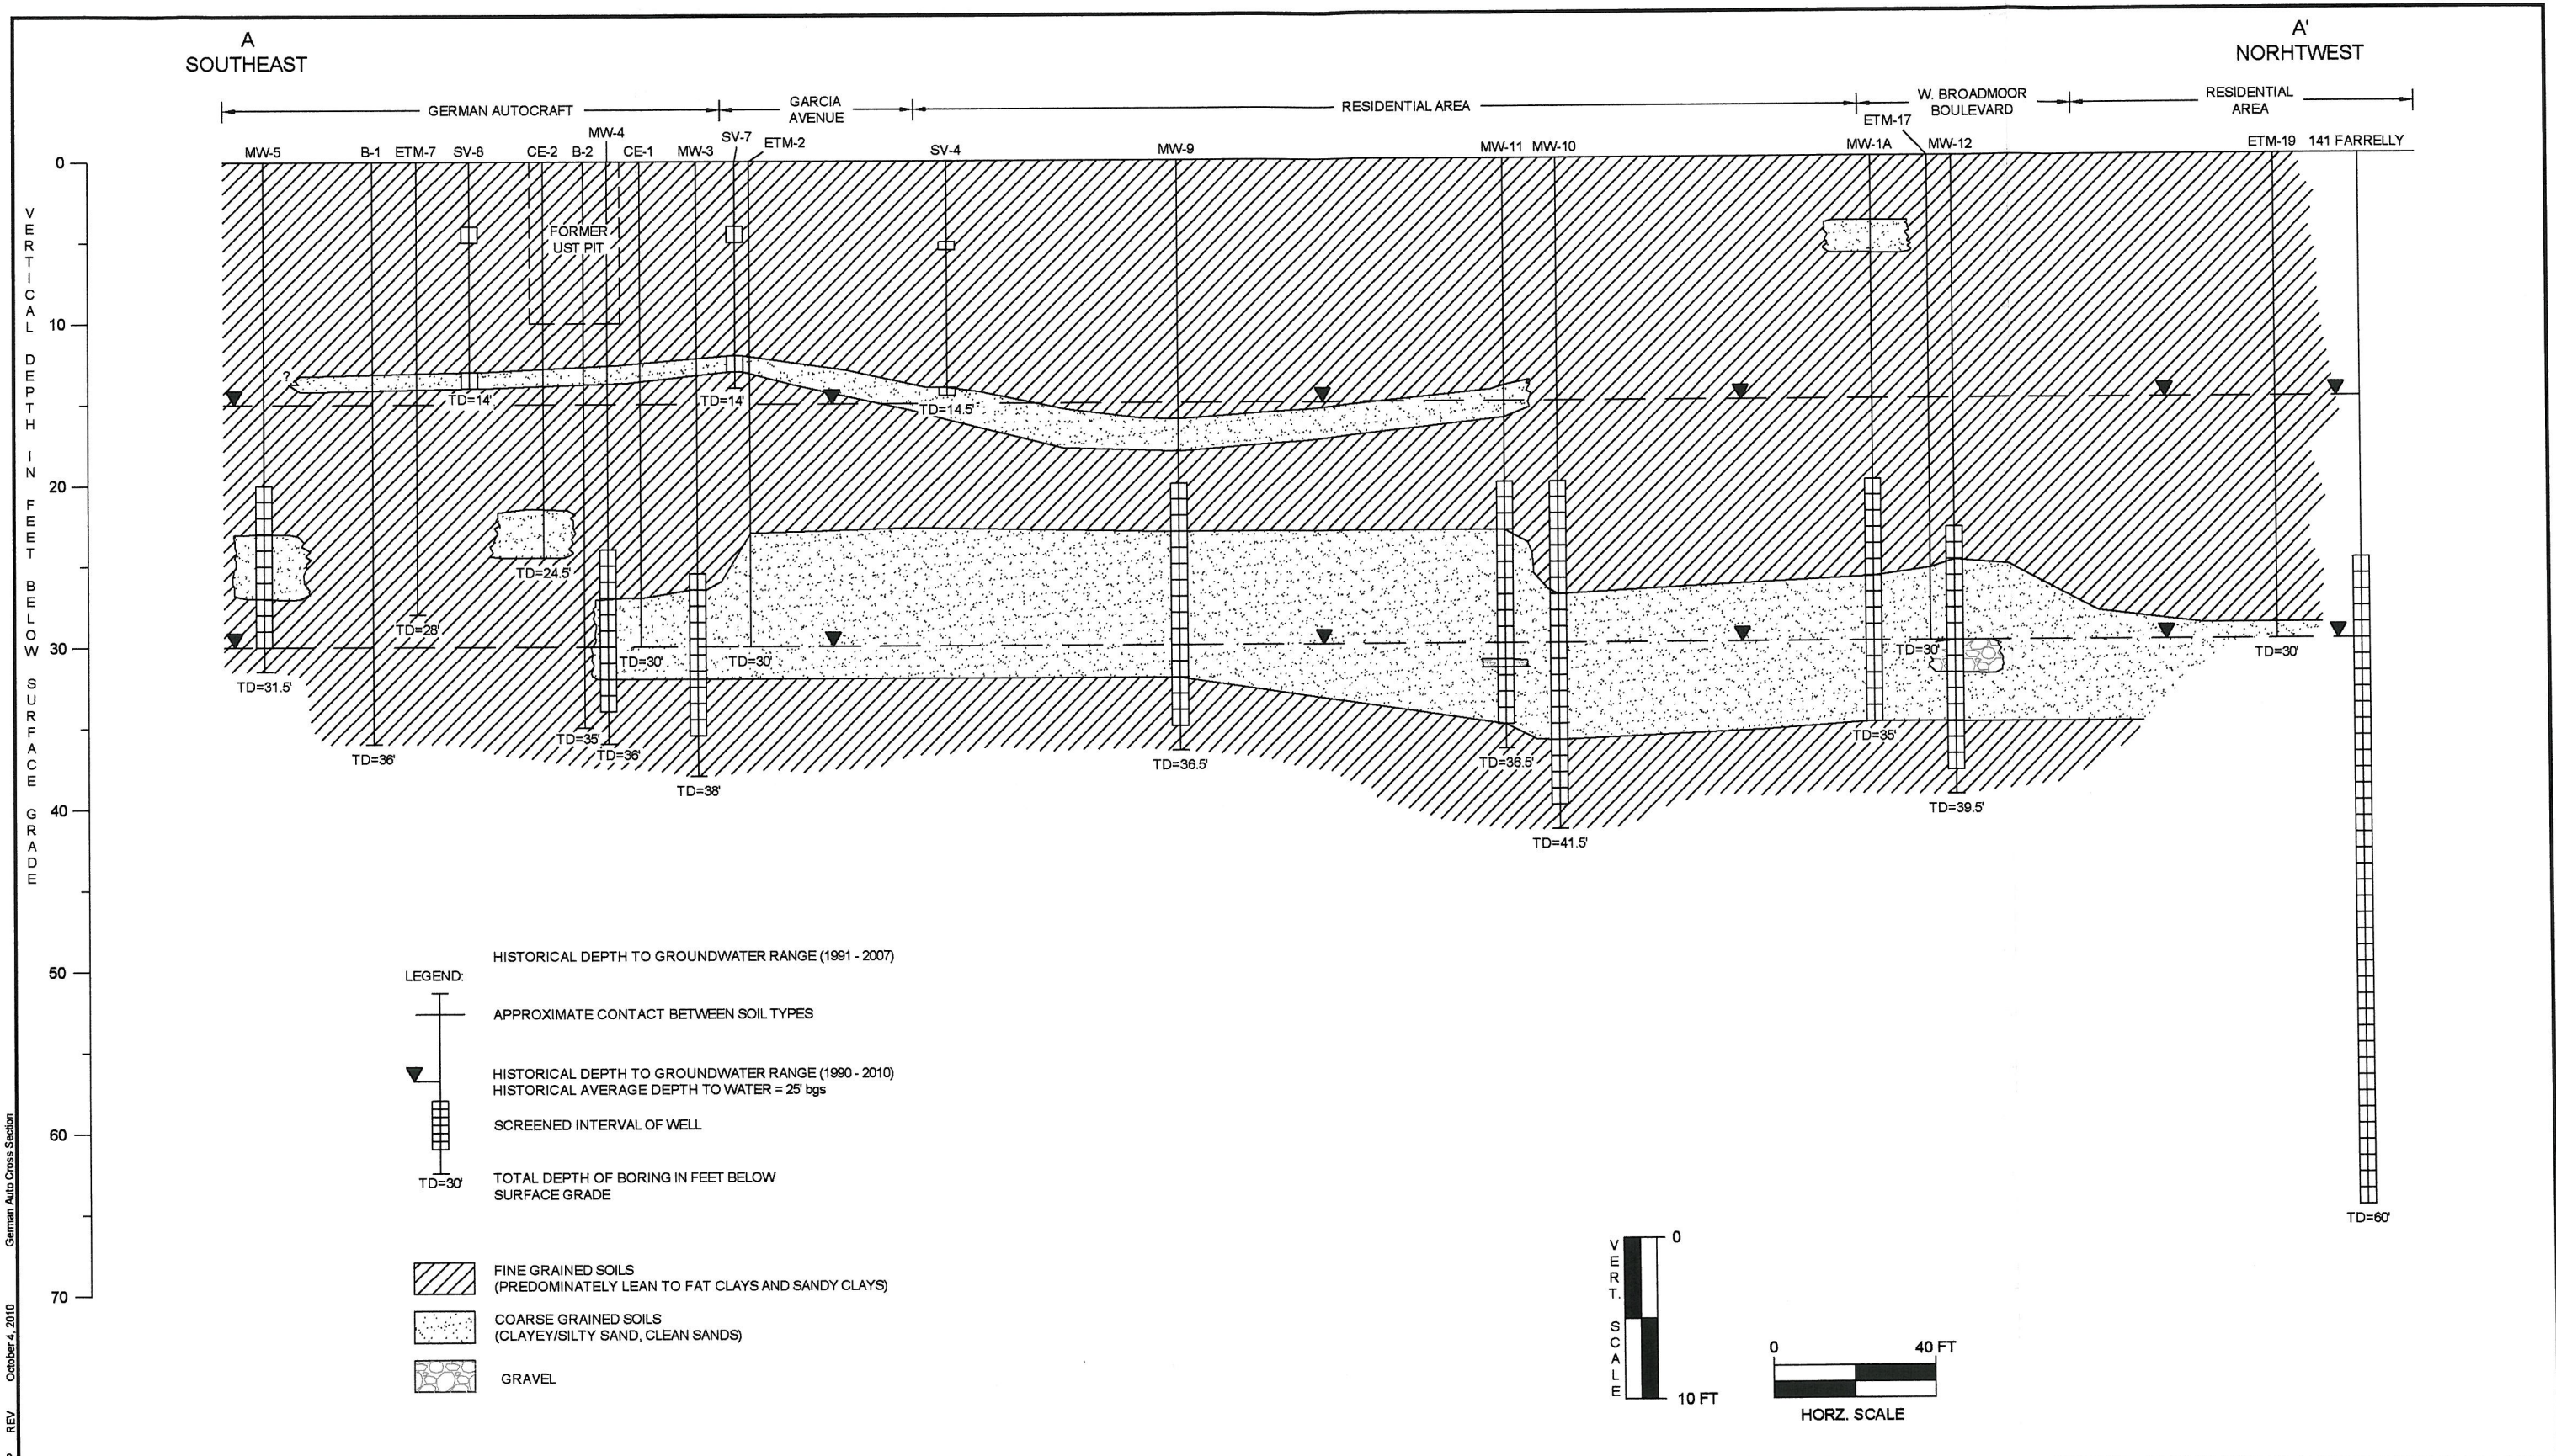 A
SOUTHEAST
A'
NORHTWEST
GERMAN AUTOCRAFT
GARCIA
AVENUE
RESIDENTIAL AREA
W. BROADMOOR
BOULEVARD
RESIDENTIAL
AREA
MW-5
B-1
ETM-7
SV-8
CE-2
B-2
MW-4
CE-1
MW-3
SV-7
ETM-2
SV-4
MW-9
MW-11
MW-10
MW-1A
ETM-17
MW-12
ETM-19
141 FARRELLY
VERTICAL DEPTH IN FEET BELOW SURFACE GRADE
0
10
20
30
40
50
60
70
FORMER
UST PIT
?
TD=14'
TD=14'
TD=14.5'
TD=24.5'
TD=28'
TD=30'
TD=30'
TD=30'
TD=30'
TD=31.5'
TD=36'
TD=35'
TD=36'
TD=38'
TD=36.5'
TD=36.5'
TD=41.5'
TD=35'
TD=39.5'
TD=60'
HISTORICAL DEPTH TO GROUNDWATER RANGE (1991 - 2007)
LEGEND:
APPROXIMATE CONTACT BETWEEN SOIL TYPES
HISTORICAL DEPTH TO GROUNDWATER RANGE (1990 - 2010)
HISTORICAL AVERAGE DEPTH TO WATER = 25' bgs
SCREENED INTERVAL OF WELL
TD=30'
TOTAL DEPTH OF BORING IN FEET BELOW
SURFACE GRADE
FINE GRAINED SOILS
(PREDOMINATELY LEAN TO FAT CLAYS AND SANDY CLAYS)
COARSE GRAINED SOILS
(CLAYEY/SILTY SAND, CLEAN SANDS)
GRAVEL
VERT. SCALE
0
10 FT
0
40 FT
HORZ. SCALE
REV October 4, 2010 German Auto Cross Section